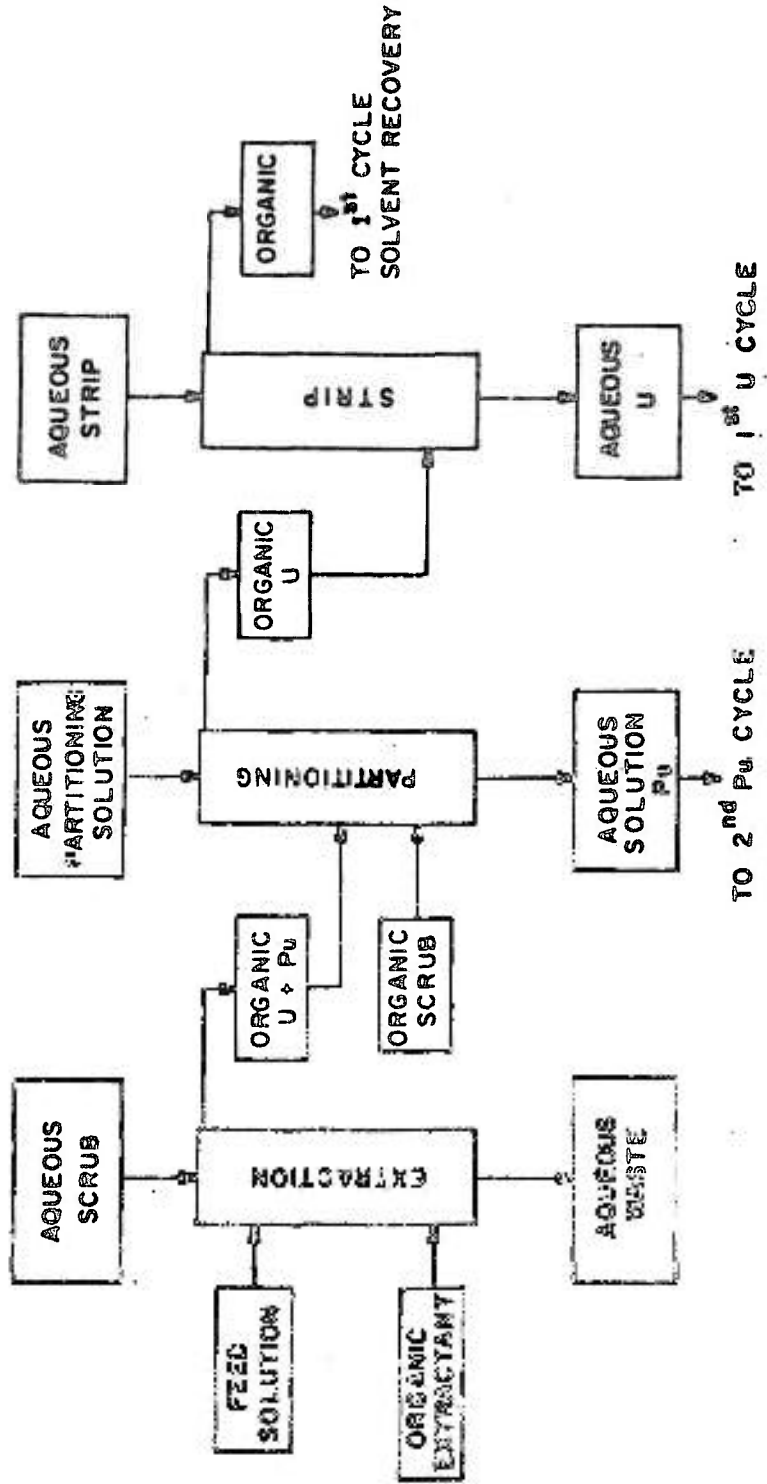 AQUEOUS
SCRUB
AQUEOUS
PARTITIONING
SOLUTION
AQUEOUS
STRIP
FEED
SOLUTION
EXTRACTION
ORGANIC
U + Pu
PARTITIONING
ORGANIC
U
STRIP
ORGANIC
TO 1st CYCLE
SOLVENT RECOVERY
ORGANIC
EXTRACTANT
ORGANIC
SCRUB
AQUEOUS
WASTE
AQUEOUS
SOLUTION
Pu
AQUEOUS
U
TO 2nd Pu CYCLE
TO 1st U CYCLE